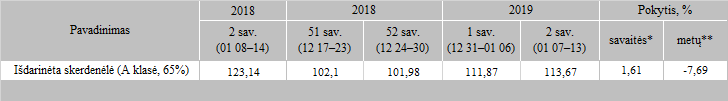 Pavadinimas 2018 2018 2019 Pokytis, %
2 sav. 51 sav. 52 sav. 1 sav. 2 sav. savaitės* metų**
(01 08–14) (12 17–23) (12 24–30) (12 31–01 06) (01 07–13)
Išdarinėta skerdenėlė (A klasė, 65%) 123,14 102,1 101,98 111,87 113,67 1,61 -7,69